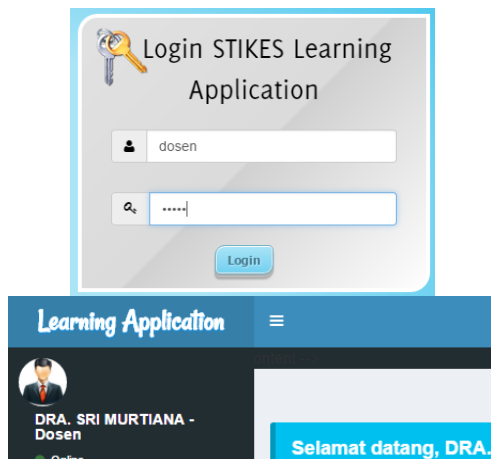 Login STIKES Learning
Application
dosen
•••••
Login
Learning Application
DRA. SRI MURTIANA -
Dosen
Online
Selamat datang, DRA.